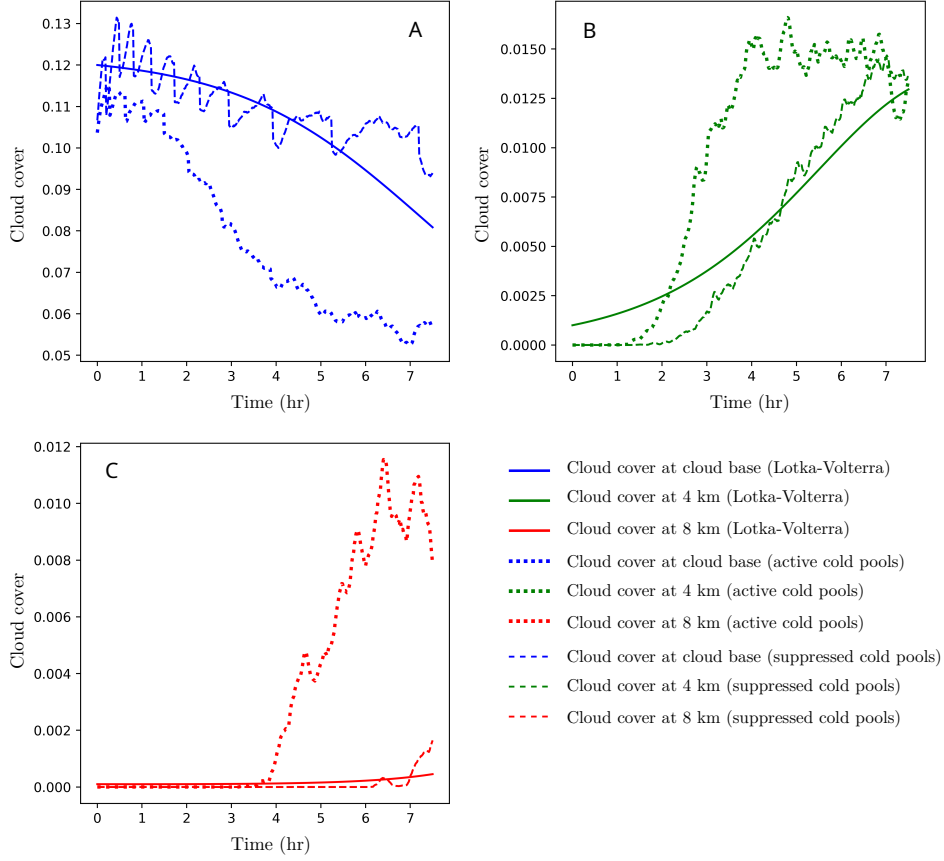 A
0.13
0.12
0.11
0.10
0.09
0.08
0.07
0.06
0.05
Cloud cover
0 1 2 3 4 5 6 7
Time (hr)
B
0.0150
0.0125
0.0100
0.0075
0.0050
0.0025
0.0000
Cloud cover
0 1 2 3 4 5 6 7
Time (hr)
C
0.012
0.010
0.008
0.006
0.004
0.002
0.000
Cloud cover
0 1 2 3 4 5 6 7
Time (hr)
Cloud cover at cloud base (Lotka-Volterra)
Cloud cover at 4 km (Lotka-Volterra)
Cloud cover at 8 km (Lotka-Volterra)
Cloud cover at cloud base (active cold pools)
Cloud cover at 4 km (active cold pools)
Cloud cover at 8 km (active cold pools)
Cloud cover at cloud base (suppressed cold pools)
Cloud cover at 4 km (suppressed cold pools)
Cloud cover at 8 km (suppressed cold pools)